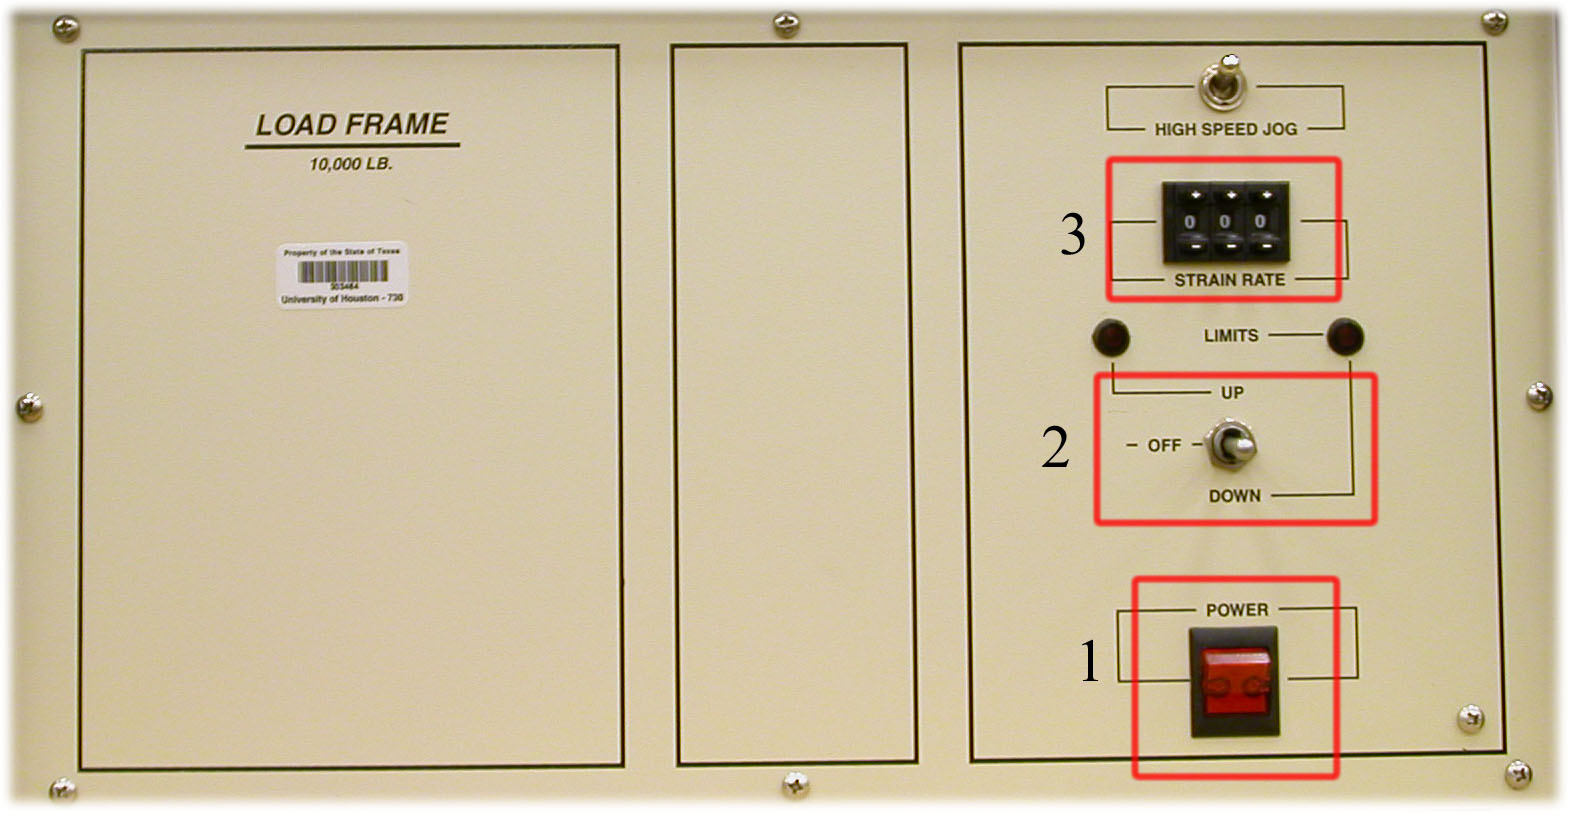 LOAD FRAME
10,000 LB.
Property of the State of Texas
University of Houston - 730
HIGH SPEED JOG
3
+ + +
0 0 0
- - -
STRAIN RATE
LIMITS
UP
2
- OFF -
DOWN
POWER
1